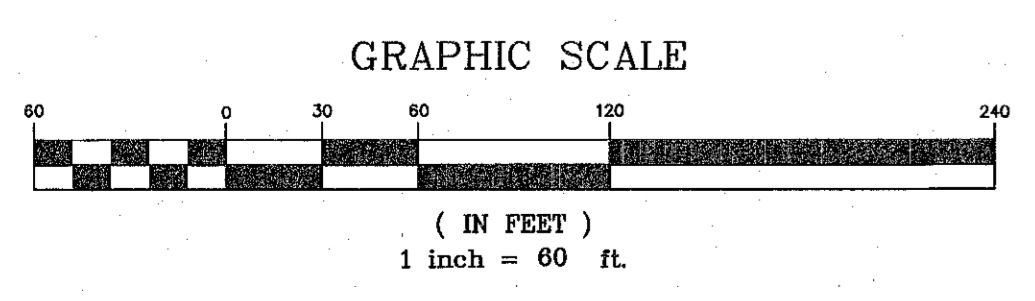 GRAPHIC SCALE
60 0 30 60 120 240
( IN FEET )
1 inch = 60 ft.